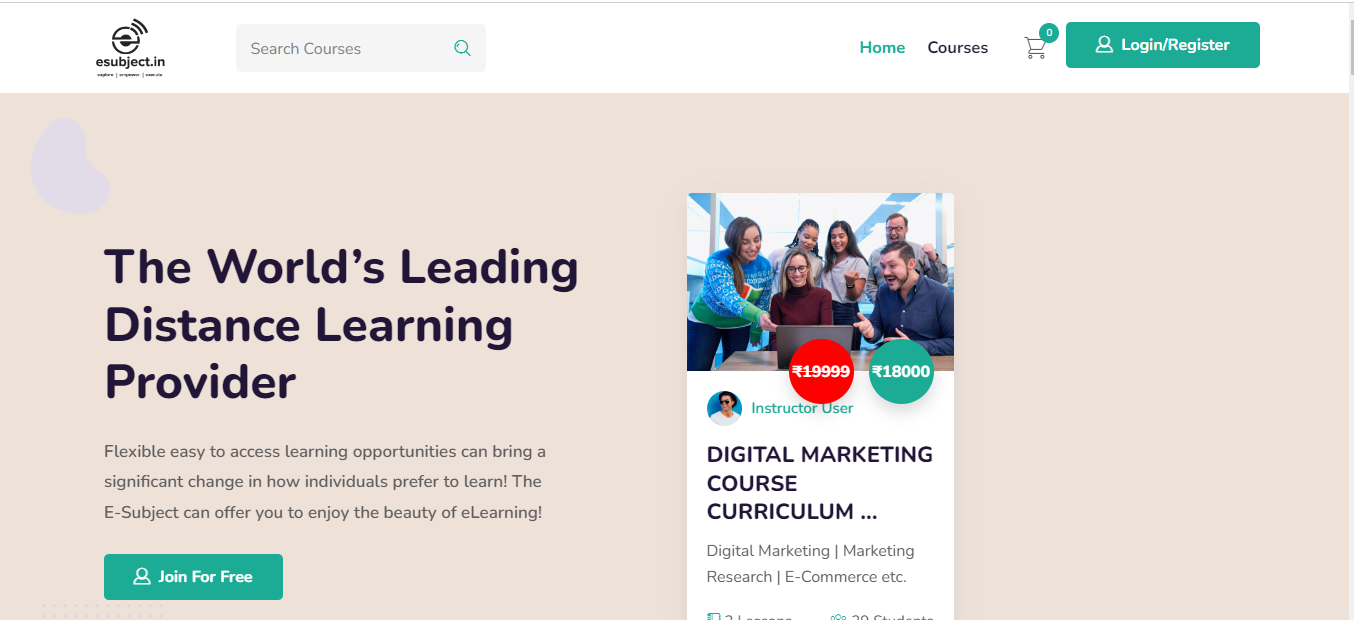 esubject.in
explore | empower | execute
Search Courses
Home
Courses
0
Login/Register
The World's Leading
Distance Learning
Provider
Flexible easy to access learning opportunities can bring a
significant change in how individuals prefer to learn! The
E-Subject can offer you to enjoy the beauty of eLearning!
Join For Free
₹19999
₹18000
Instructor User
DIGITAL MARKETING
COURSE
CURRICULUM ...
Digital Marketing | Marketing
Research | E-Commerce etc.
Lessons
Students